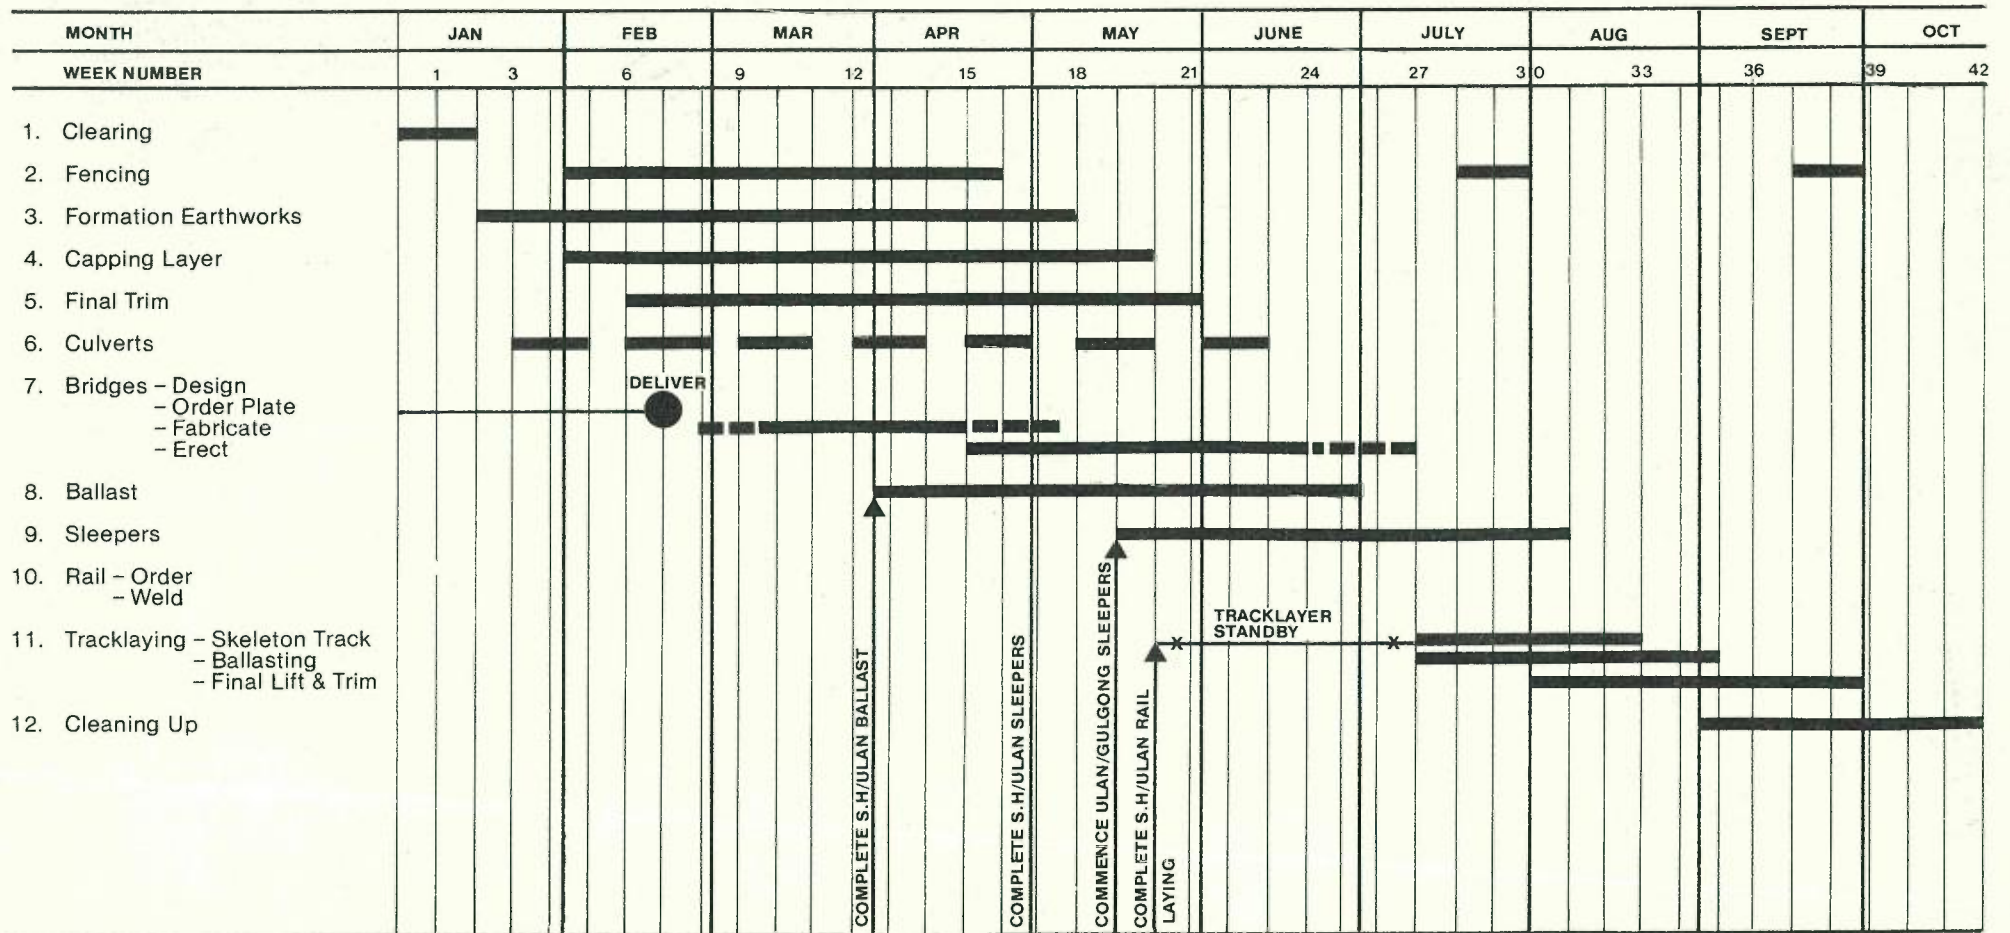 MONTH JAN FEB MAR APR MAY JUNE JULY AUG SEPT OCT
WEEK NUMBER 1 3 6 9 12 15 18 21 24 27 30 33 36 39 42
1. Clearing
2. Fencing
3. Formation Earthworks
4. Capping Layer
5. Final Trim
6. Culverts
7. Bridges – Design
DELIVER
– Order Plate
– Fabricate
– Erect
8. Ballast
9. Sleepers
10. Rail – Order
– Weld
TRACKLAYER
STANDBY
11. Tracklaying – Skeleton Track
x x
– Ballasting
– Final Lift & Trim
12. Cleaning Up
COMPLETE S.H/ULAN BALLAST
COMPLETE S.H/ULAN SLEEPERS
COMMENCE ULAN/GULGONG SLEEPERS
COMPLETE S.H/ULAN RAIL
LAYING